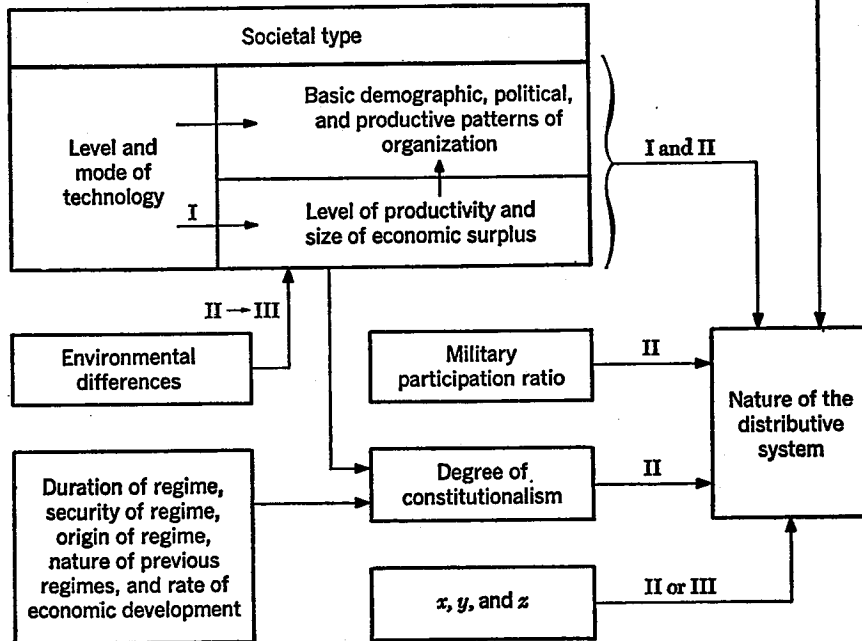 Societal type
Level and
mode of
technology
I
Basic demographic, political,
and productive patterns of
organization
Level of productivity and
size of economic surplus
I and II
II → III
Environmental
differences
Military
participation ratio
II
Nature of the
distributive
system
Duration of regime,
security of regime,
origin of regime,
nature of previous
regimes, and rate of
economic development
Degree of
constitutionalism
II
x, y, and z
II or III